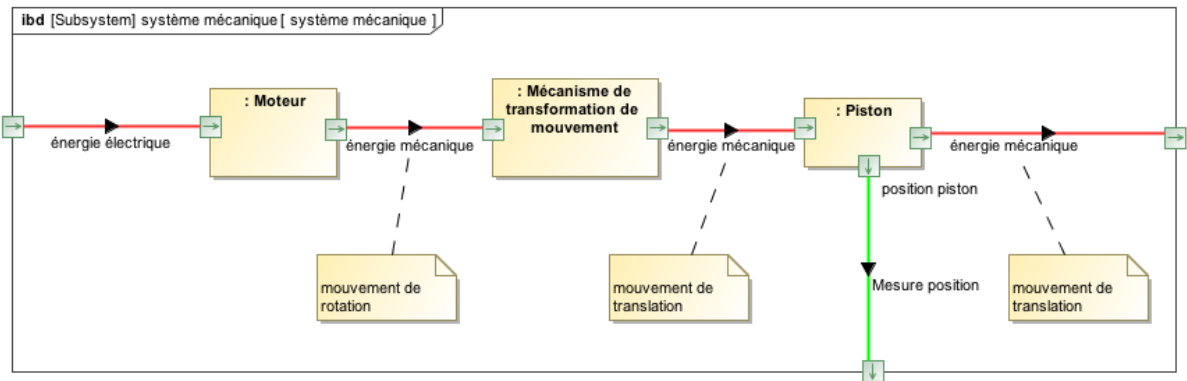 ibd [Subsystem] système mécanique [ système mécanique ]
: Moteur
: Mécanisme de
transformation de
mouvement
: Piston
énergie électrique
énergie mécanique
énergie mécanique
énergie mécanique
position piston
Mesure position
mouvement de
rotation
mouvement de
translation
mouvement de
translation